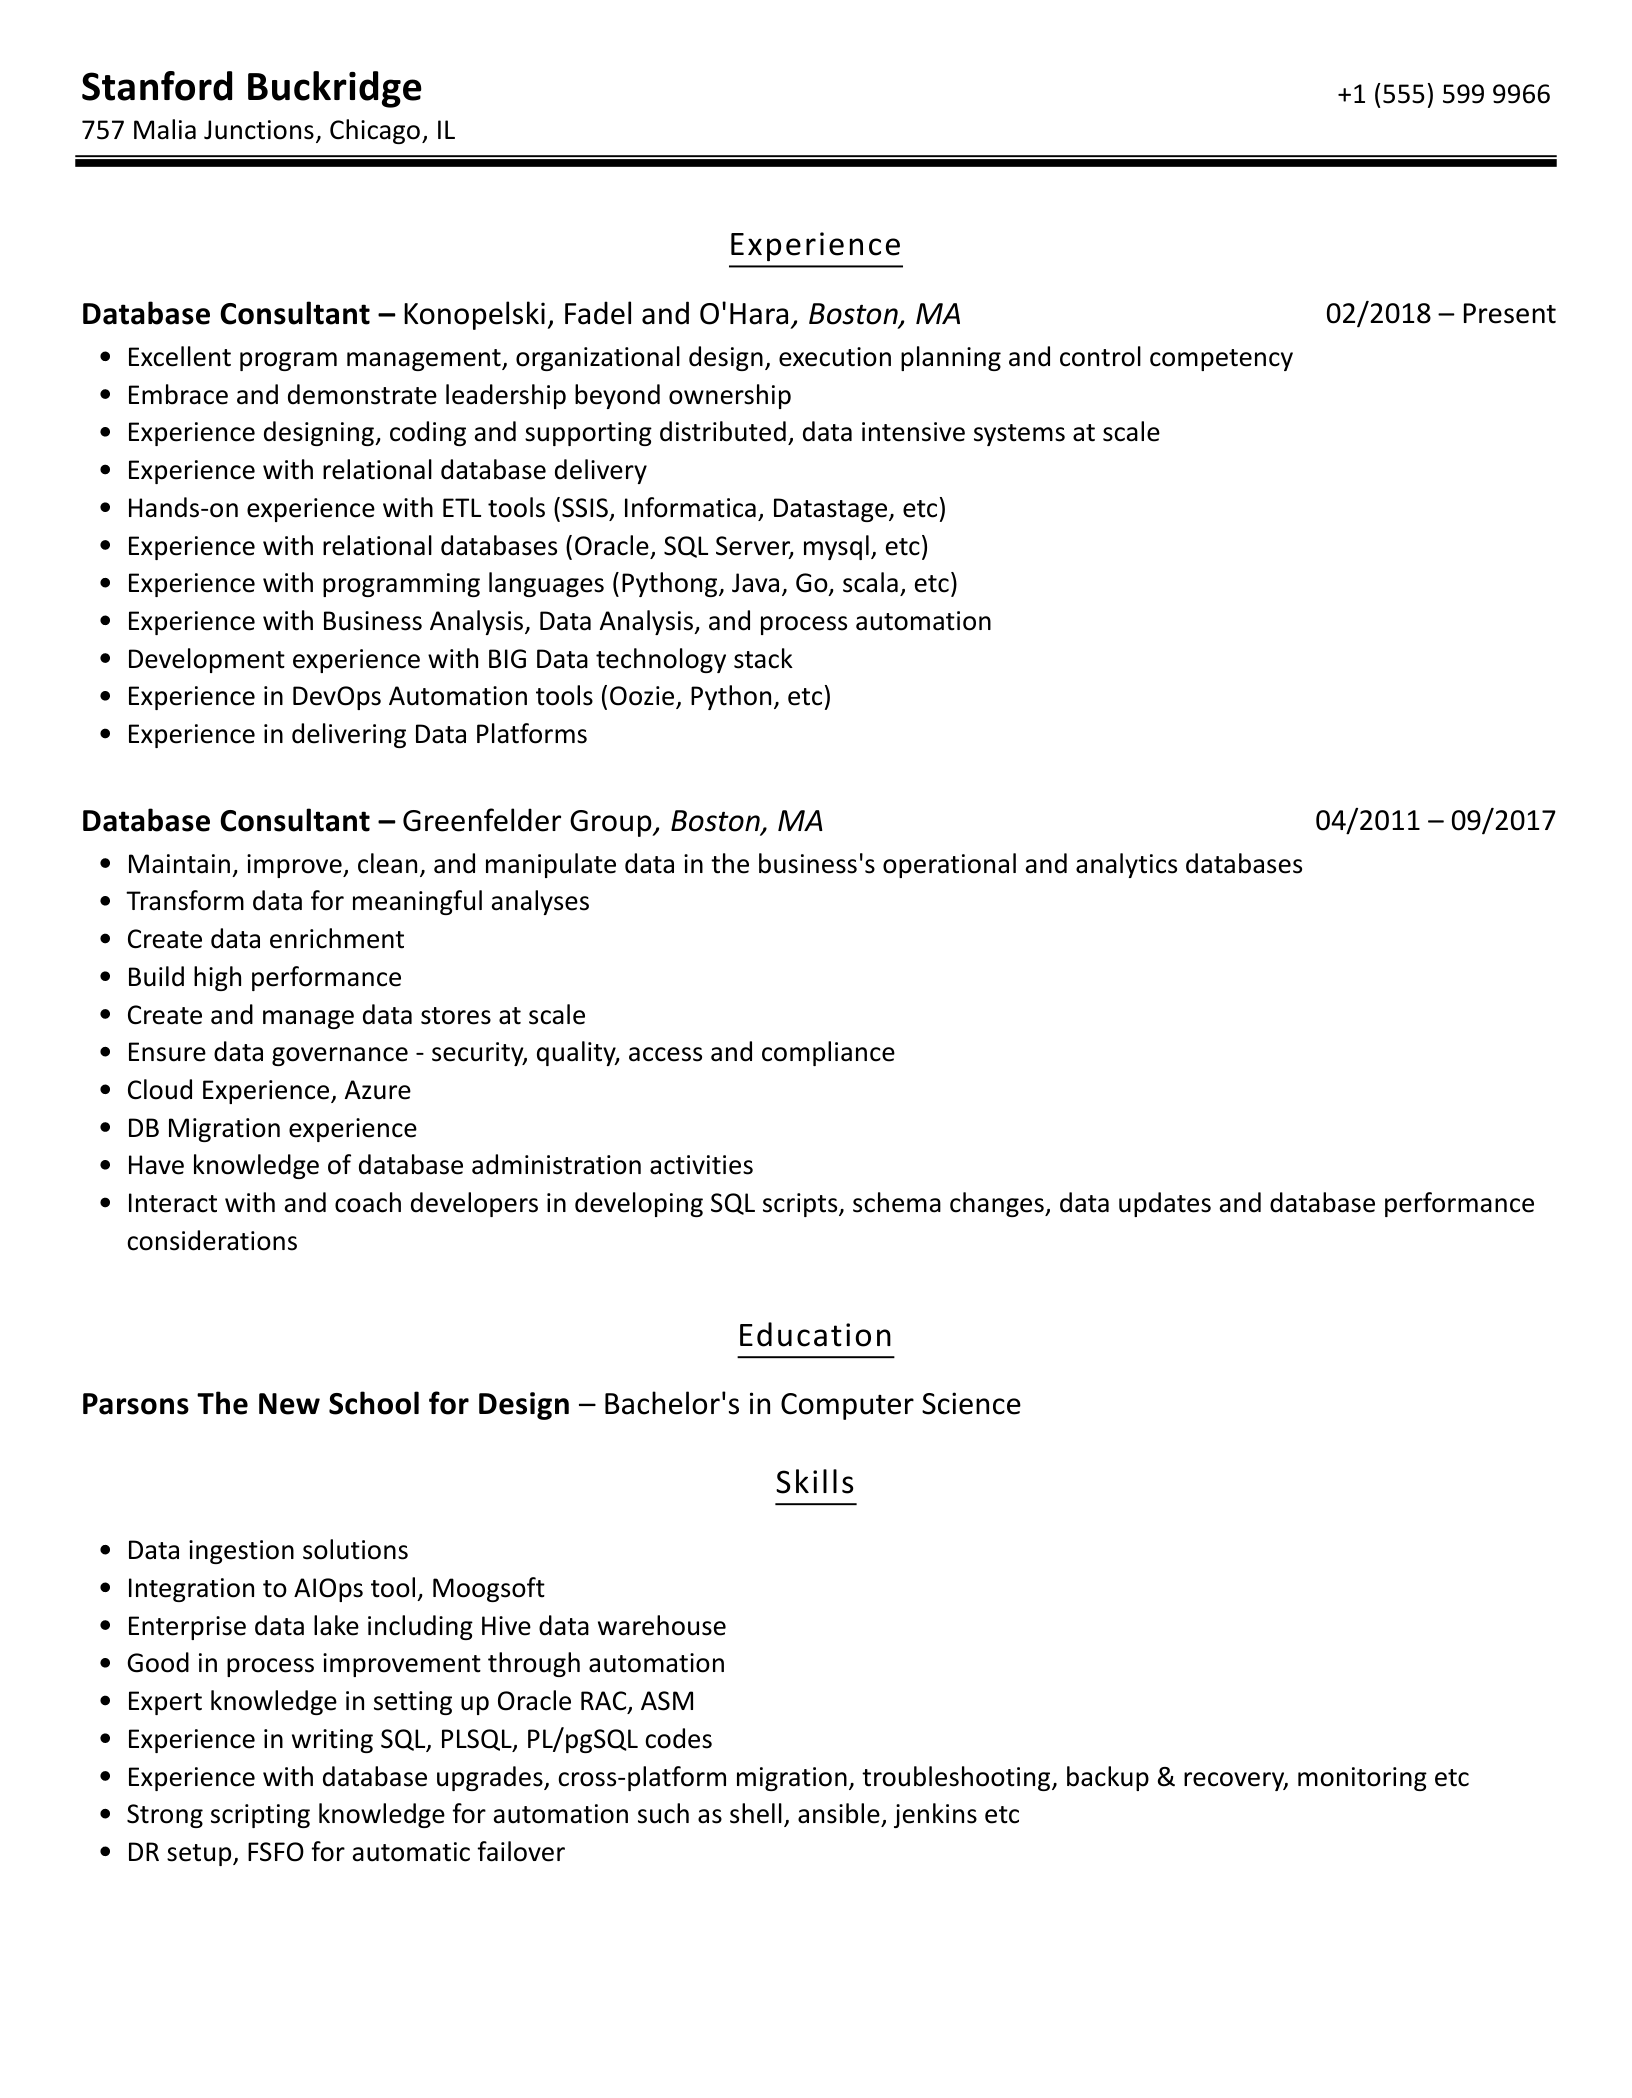 Stanford Buckridge
+1 (555) 599 9966
757 Malia Junctions, Chicago, IL
Experience
Database Consultant – Konopelski, Fadel and O'Hara, Boston, MA 02/2018 – Present
• Excellent program management, organizational design, execution planning and control competency
• Embrace and demonstrate leadership beyond ownership
• Experience designing, coding and supporting distributed, data intensive systems at scale
• Experience with relational database delivery
• Hands-on experience with ETL tools (SSIS, Informatica, Datastage, etc)
• Experience with relational databases (Oracle, SQL Server, mysql, etc)
• Experience with programming languages (Pythong, Java, Go, scala, etc)
• Experience with Business Analysis, Data Analysis, and process automation
• Development experience with BIG Data technology stack
• Experience in DevOps Automation tools (Oozie, Python, etc)
• Experience in delivering Data Platforms
Database Consultant – Greenfelder Group, Boston, MA 04/2011 – 09/2017
• Maintain, improve, clean, and manipulate data in the business's operational and analytics databases
• Transform data for meaningful analyses
• Create data enrichment
• Build high performance
• Create and manage data stores at scale
• Ensure data governance - security, quality, access and compliance
• Cloud Experience, Azure
• DB Migration experience
• Have knowledge of database administration activities
• Interact with and coach developers in developing SQL scripts, schema changes, data updates and database performance
considerations
Education
Parsons The New School for Design – Bachelor's in Computer Science
Skills
• Data ingestion solutions
• Integration to AIOps tool, Moogsoft
• Enterprise data lake including Hive data warehouse
• Good in process improvement through automation
• Expert knowledge in setting up Oracle RAC, ASM
• Experience in writing SQL, PLSQL, PL/pgSQL codes
• Experience with database upgrades, cross-platform migration, troubleshooting, backup & recovery, monitoring etc
• Strong scripting knowledge for automation such as shell, ansible, jenkins etc
• DR setup, FSFO for automatic failover